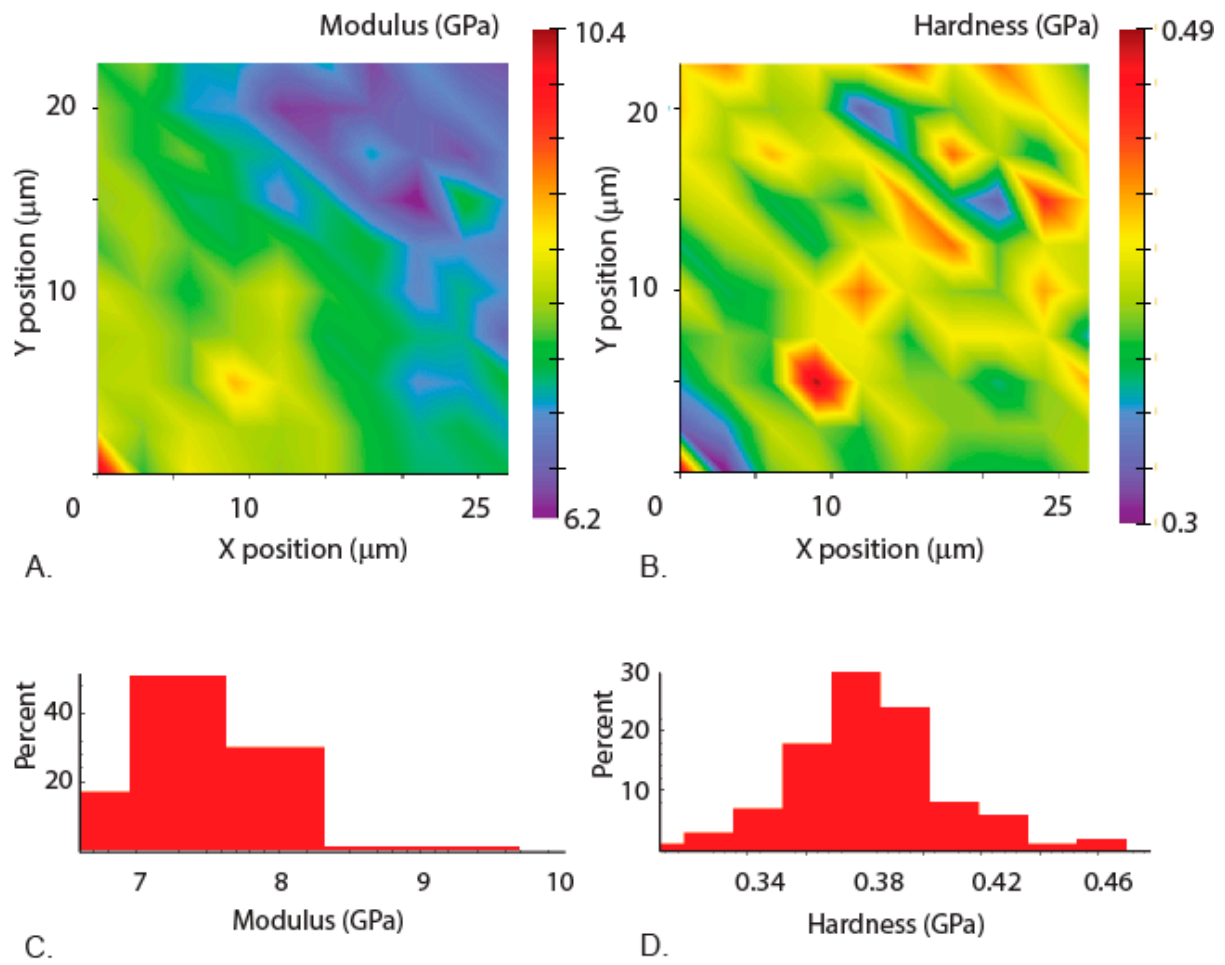 Modulus (GPa)
10.4
20
10
Y position (μm)
0
10
25
X position (μm)
6.2
A.
Hardness (GPa)
0.49
20
10
Y position (μm)
0
10
25
X position (μm)
0.3
B.
Percent
40
20
7
8
9
10
Modulus (GPa)
C.
Percent
30
20
10
0.34
0.38
0.42
0.46
Hardness (GPa)
D.